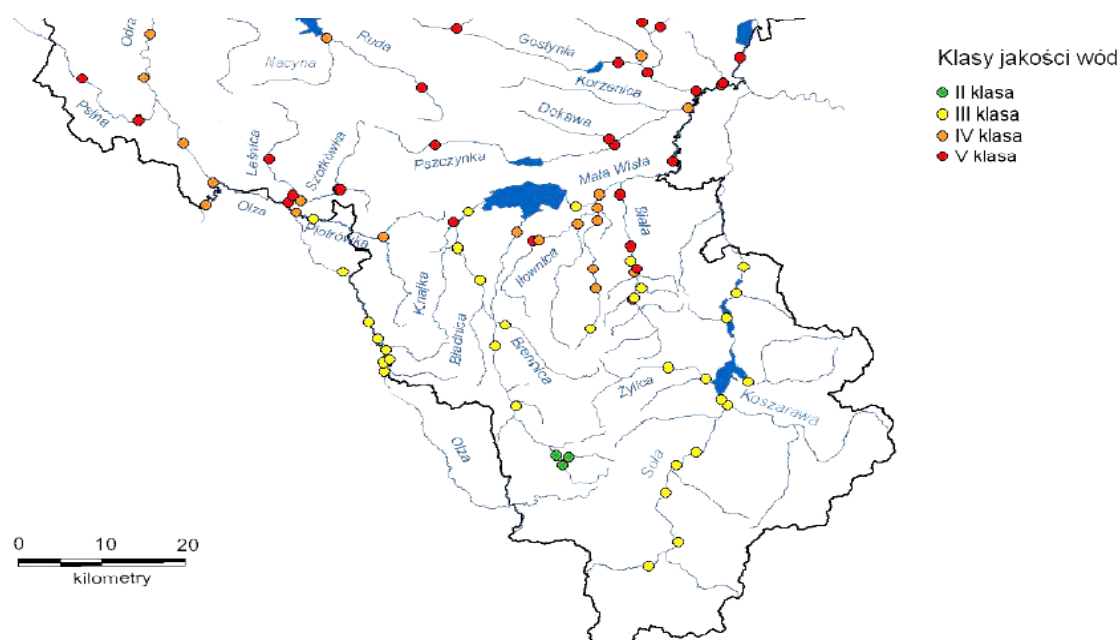 Klasy jakości wód
II klasa
III klasa
IV klasa
V klasa
Odra
Ruda
Nacyna
Gostynia
Korzenica
Psina
Dokawa
Leśnica
Szotkówka
Pszczynka
Mała Wisła
Olza
Piotrówka
Biała
Iłownica
Knajka
Bładnica
Brennica
Żylica
Koszarawa
Olza
Soła
0 10 20
kilometry